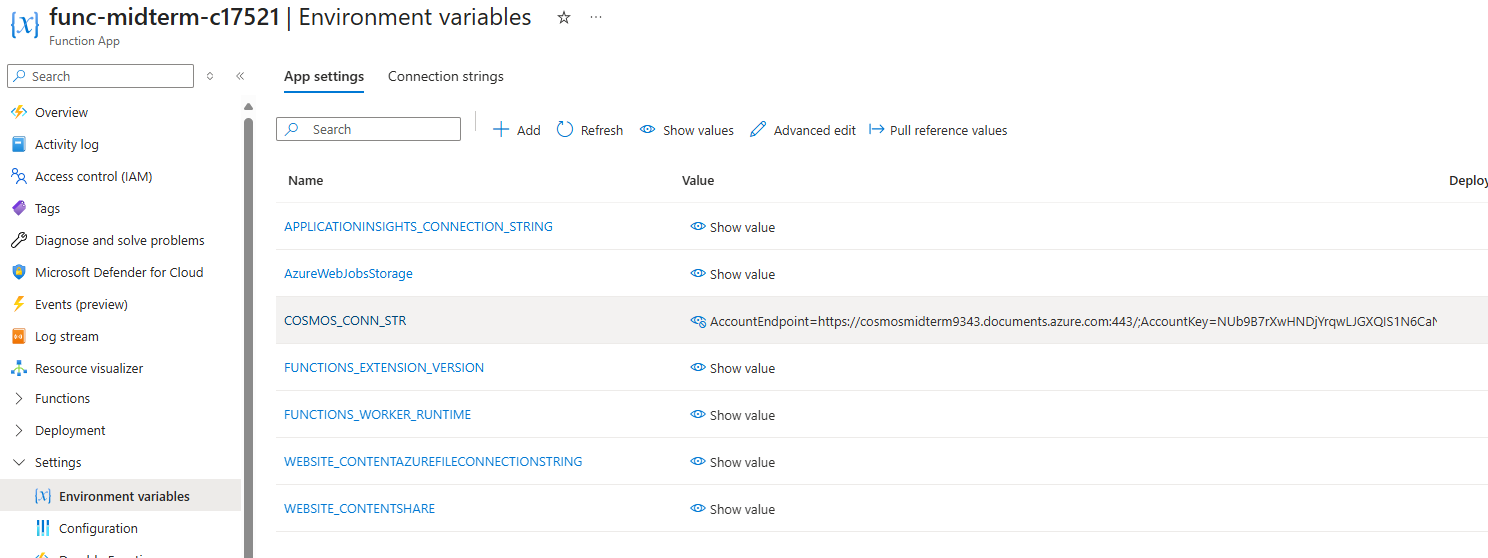 func-midterm-c17521 | Environment variables
Function App
Search
Overview
Activity log
Access control (IAM)
Tags
Diagnose and solve problems
Microsoft Defender for Cloud
Events (preview)
Log stream
Resource visualizer
Functions
Deployment
Settings
Environment variables
Configuration
App settings Connection strings
Search Add Refresh Show values Advanced edit Pull reference values
Name Value Deploy
APPLICATIONINSIGHTS_CONNECTION_STRING Show value
AzureWebJobsStorage Show value
COSMOS_CONN_STR AccountEndpoint=https://cosmosmidterm9343.documents.azure.com:443/;AccountKey=NUb9B7rXwHNDjYrqwLJGXQIS1N6Ca
FUNCTIONS_EXTENSION_VERSION Show value
FUNCTIONS_WORKER_RUNTIME Show value
WEBSITE_CONTENTAZUREFILECONNECTIONSTRING Show value
WEBSITE_CONTENTSHARE Show value